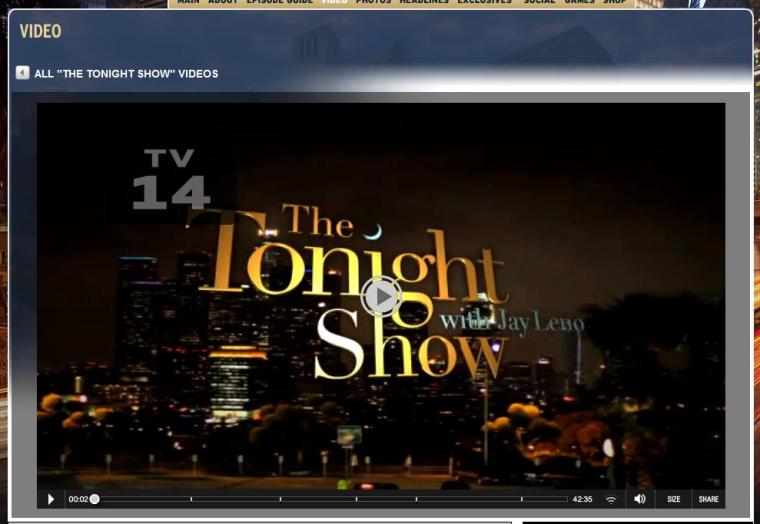 MAIN ABOUT EPISODE GUIDE VIDEO PHOTOS HEADLINES EXCLUSIVES SOCIAL GAMES SHOP
VIDEO
ALL "THE TONIGHT SHOW" VIDEOS
TV
14
The
Tonight
Show
with Jay Leno
00:02
42:35
SIZE
SHARE